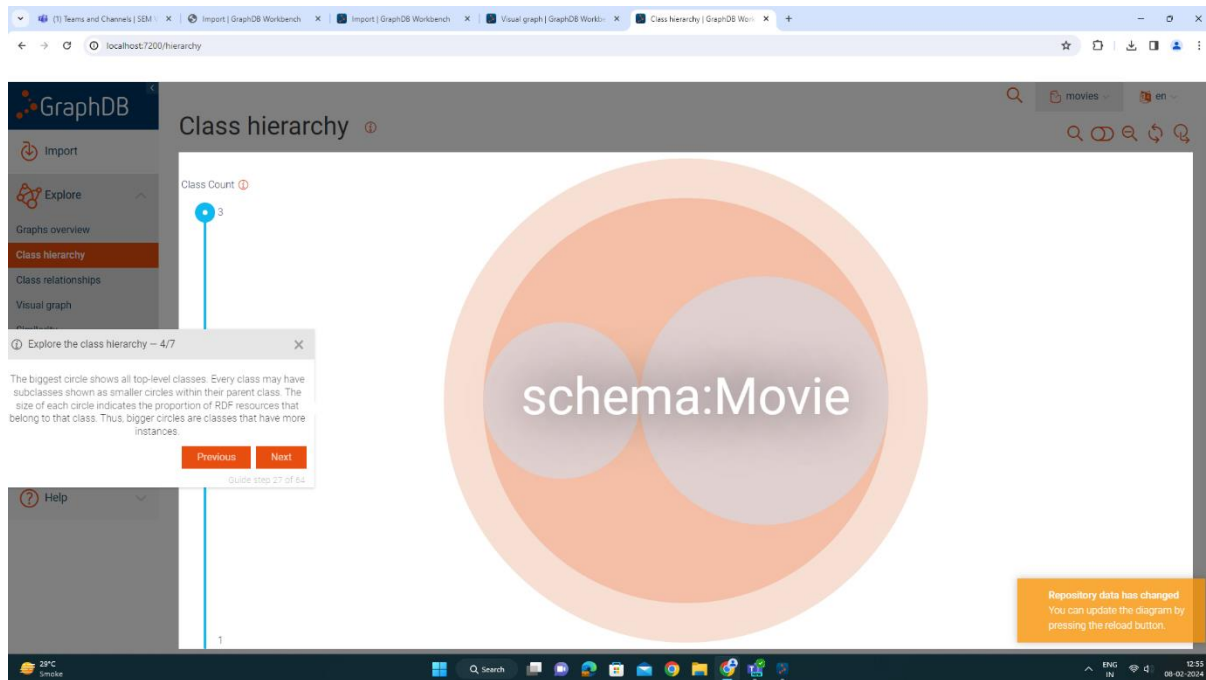 (1) Teams and Channels | SEM
Import | GraphDB Workbench
Import | GraphDB Workbench
Visual graph | GraphDB Workb
Class hierarchy | GraphDB Work
localhost:7200/hierarchy
GraphDB
movies
en
Class hierarchy
Import
Class Count
Explore
3
Graphs overview
Class hierarchy
Class relationships
Visual graph
Similarity
Explore the class hierarchy — 4/7
The biggest circle shows all top-level classes. Every class may have
subclasses shown as smaller circles within their parent class. The
size of each circle indicates the proportion of RDF resources that
belong to that class. Thus, bigger circles are classes that have more
instances.
Previous
Next
Guide step 27 of 64
schema:Movie
Help
Repository data has changed
You can update the diagram by
pressing the reload button.
1
29°C
Smoke
Search
ENG
IN
12:55
08-02-2024